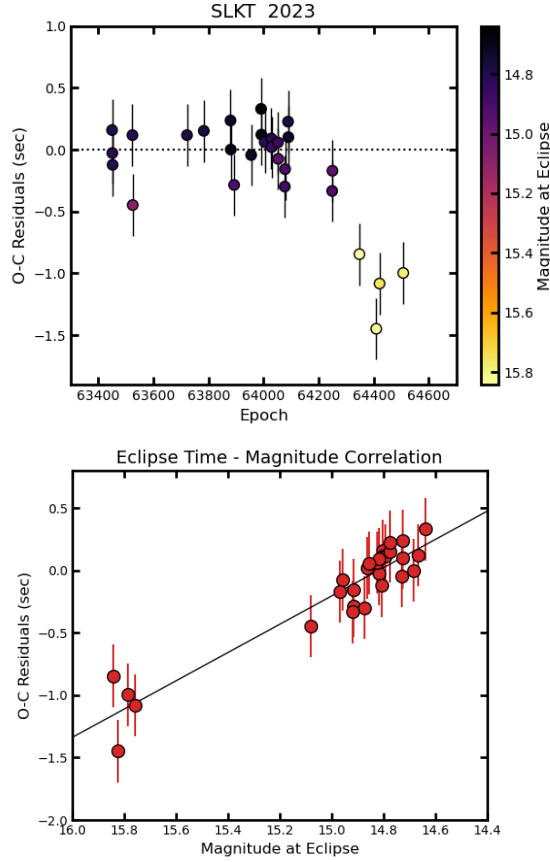 SLKT 2023
1.0
0.5
0.0
−0.5
−1.0
−1.5
O-C Residuals (sec)
63400 63600 63800 64000 64200 64400 64600
Epoch
14.8
15.0
15.2
15.4
15.6
15.8
Magnitude at Eclipse
Eclipse Time - Magnitude Correlation
0.5
0.0
−0.5
−1.0
−1.5
−2.0
O-C Residuals (sec)
16.0 15.8 15.6 15.4 15.2 15.0 14.8 14.6 14.4
Magnitude at Eclipse